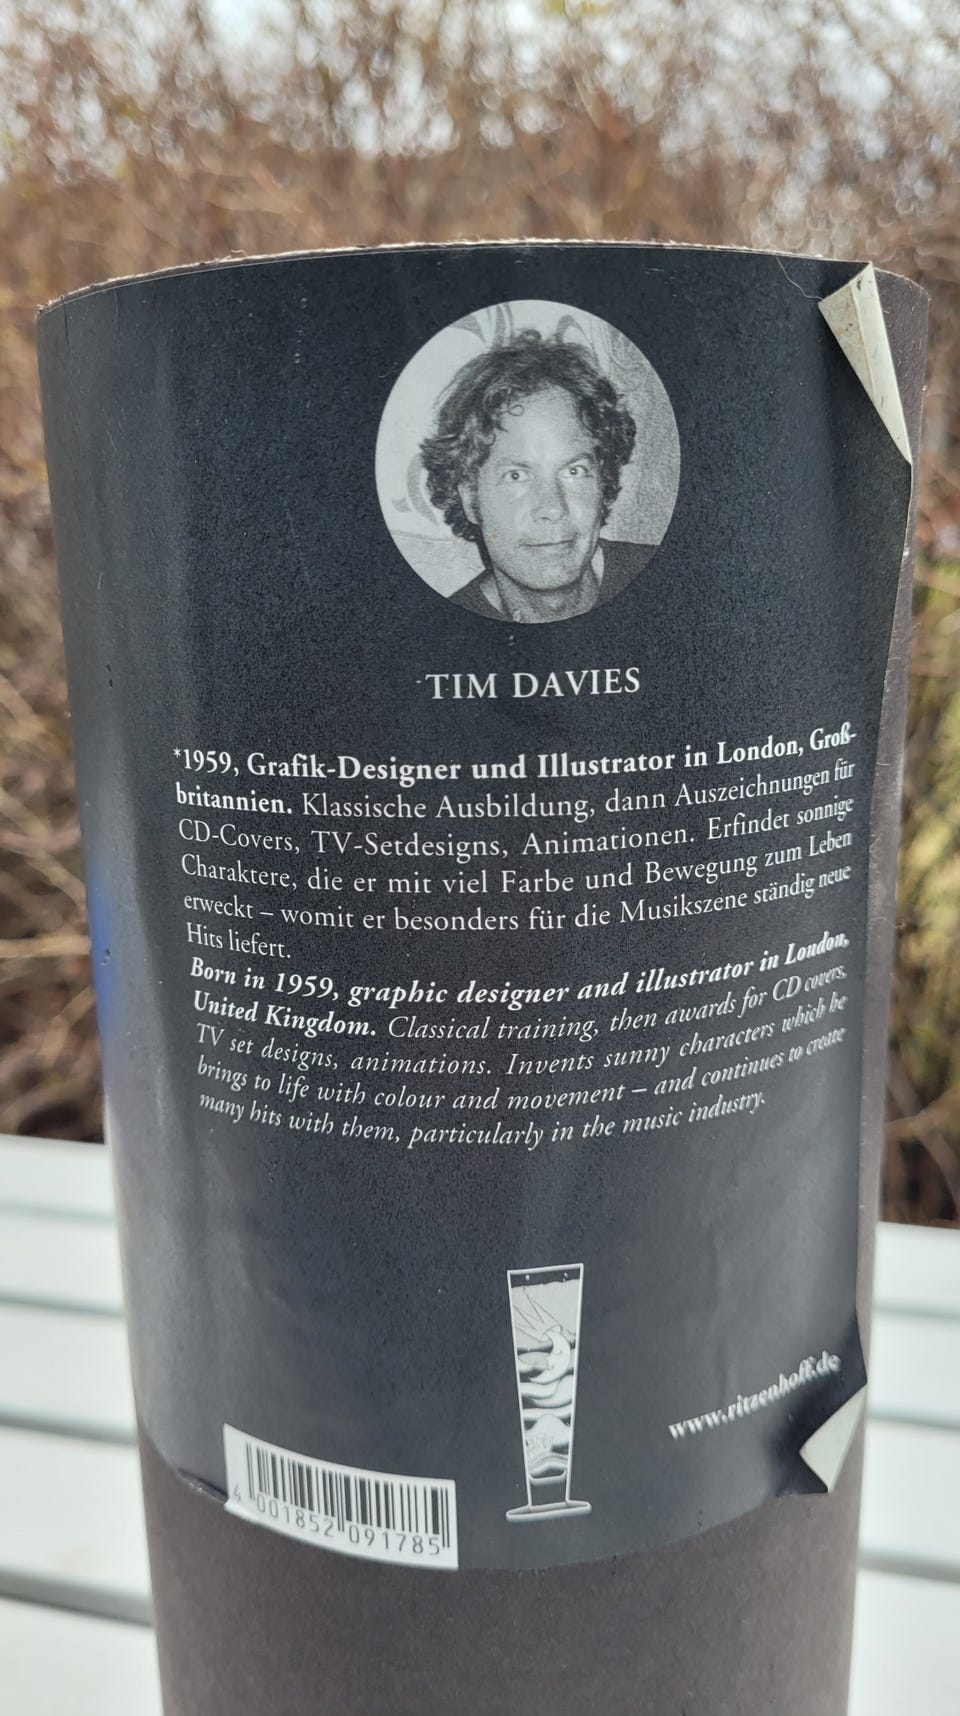 TIM DAVIES
*1959, Grafik-Designer und Illustrator in London, Groß-
britannien. Klassische Ausbildung, dann Auszeichnungen für
CD-Covers, TV-Setdesigns, Animationen. Erfindet sonnige
Charaktere, die er mit viel Farbe und Bewegung zum Leben
erweckt – womit er besonders für die Musikszene ständig neue
Hits liefert.
Born in 1959, graphic designer and illustrator in London,
United Kingdom. Classical training, then awards for CD covers,
TV set designs, animations. Invents sunny characters which he
brings to life with colour and movement – and continues to create
many hits with them, particularly in the music industry.
www.ritzenhoff.de
4 001852 091785